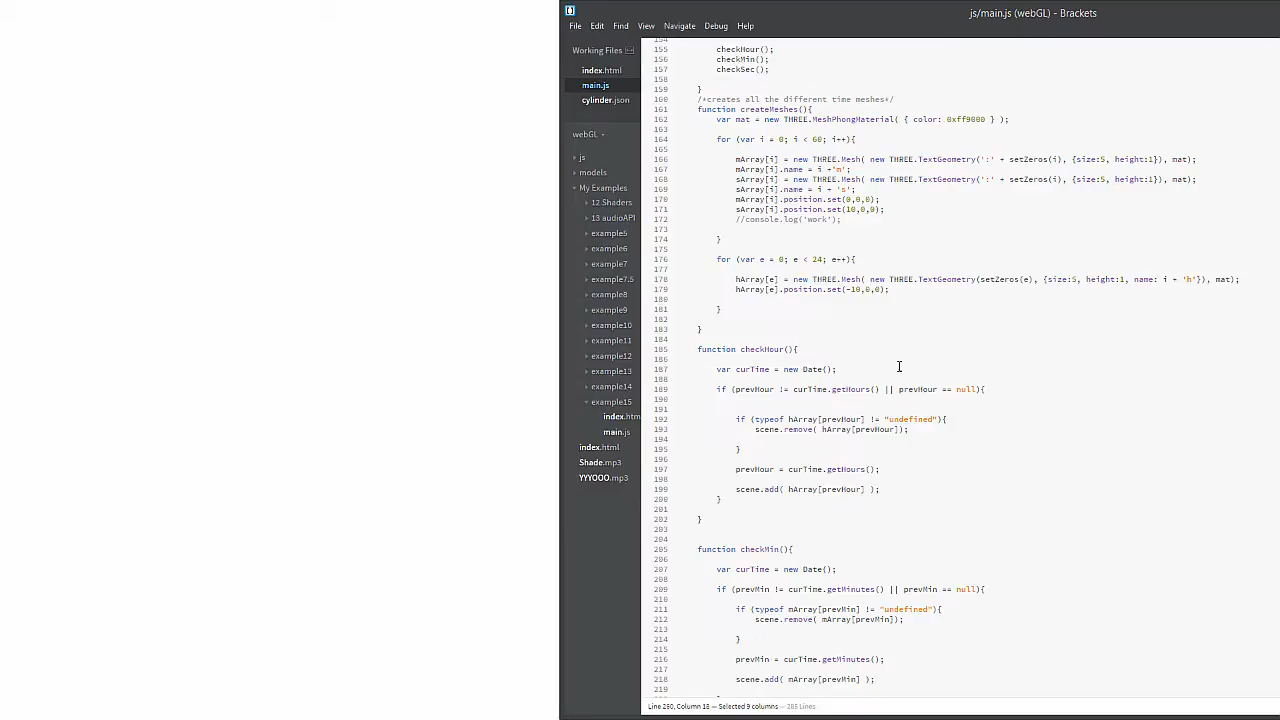 js/main.js (webGL) - Brackets
File Edit Find View Navigate Debug Help
Working Files
index.html
main.js
cylinder.json
webGL
js
models
My Examples
12 Shaders
13 audioAPI
example5
example6
example7
example7.5
example8
example9
example10
example11
example12
example13
example14
example15
index.htm
main.js
index.html
Shade.mp3
YYYOOO.mp3
154
155 checkHour();
156 checkMin();
157 checkSec();
158
159 }
160 /*creates all the different time meshes*/
161 function createMeshes(){
162 var mat = new THREE.MeshPhongMaterial( { color: 0xff9000 } );
163
164 for (var i = 0; i < 60; i++){
165
166 mArray[i] = new THREE.Mesh( new THREE.TextGeometry(':' + setZeros(i), {size:5, height:1}), mat);
167 mArray[i].name = i +'m';
168 sArray[i] = new THREE.Mesh( new THREE.TextGeometry(':' + setZeros(i), {size:5, height:1}), mat);
169 sArray[i].name = i + 's';
170 mArray[i].position.set(0,0,0);
171 sArray[i].position.set(10,0,0);
172 //console.log('work');
173
174 }
175
176 for (var e = 0; e < 24; e++){
177
178 hArray[e] = new THREE.Mesh( new THREE.TextGeometry(setZeros(e), {size:5, height:1, name: i + 'h'}), mat);
179 hArray[e].position.set(-10,0,0);
180
181 }
182
183 }
184
185 function checkHour(){
186
187 var curTime = new Date();
188
189 if (prevHour != curTime.getHours() || prevHour == null){
190
191
192 if (typeof hArray[prevHour] != "undefined"){
193 scene.remove( hArray[prevHour]);
194
195 }
196
197 prevHour = curTime.getHours();
198
199 scene.add( hArray[prevHour] );
200 }
201
202 }
203
204
205 function checkMin(){
206
207 var curTime = new Date();
208
209 if (prevMin != curTime.getMinutes() || prevMin == null){
210
211 if (typeof mArray[prevMin] != "undefined"){
212 scene.remove( mArray[prevMin]);
213
214 }
215
216 prevMin = curTime.getMinutes();
217
218 scene.add( mArray[prevMin] );
219
Selected 9 columns